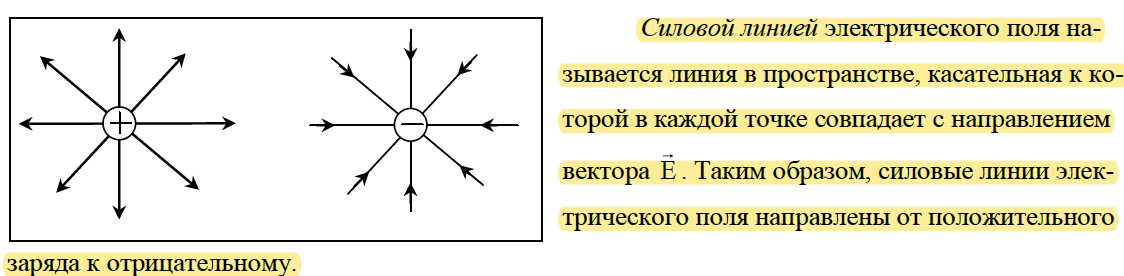 +
−
Силовой линией электрического поля на-
зывается линия в пространстве, касательная к ко-
торой в каждой точке совпадает с направлением
вектора E⃗. Таким образом, силовые линии элек-
трического поля направлены от положительного
заряда к отрицательному.